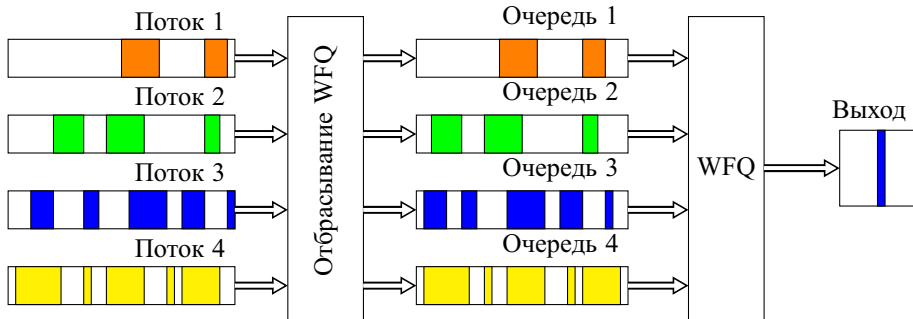 Поток 1
Очередь 1
Поток 2
Очередь 2
Поток 3
Очередь 3
Поток 4
Очередь 4
Отбрасывание WFQ
WFQ
Выход